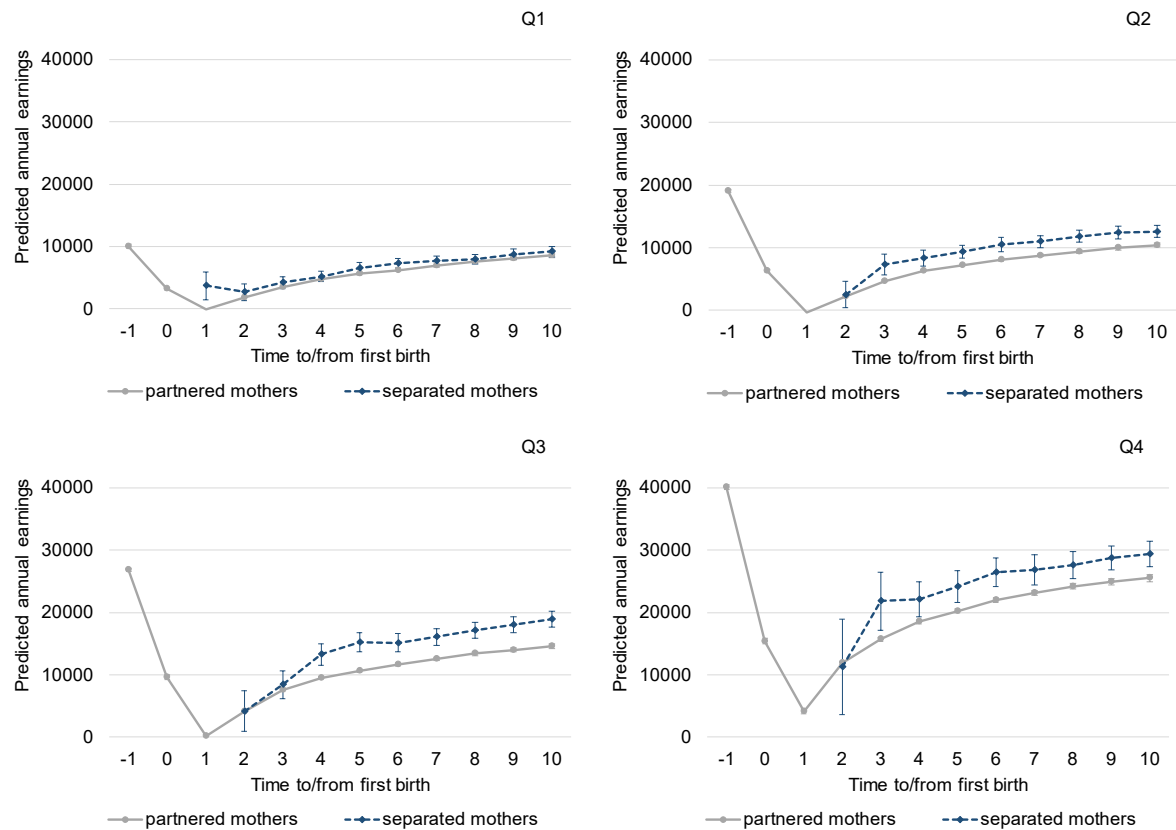 Q1
Predicted annual earnings
40000
30000
20000
10000
0
-1 0 1 2 3 4 5 6 7 8 9 10
Time to/from first birth
partnered mothers separated mothers
Q2
Predicted annual earnings
40000
30000
20000
10000
0
-1 0 1 2 3 4 5 6 7 8 9 10
Time to/from first birth
partnered mothers separated mothers
Q3
Predicted annual earnings
40000
30000
20000
10000
0
-1 0 1 2 3 4 5 6 7 8 9 10
Time to/from first birth
partnered mothers separated mothers
Q4
Predicted annual earnings
40000
30000
20000
10000
0
-1 0 1 2 3 4 5 6 7 8 9 10
Time to/from first birth
partnered mothers separated mothers